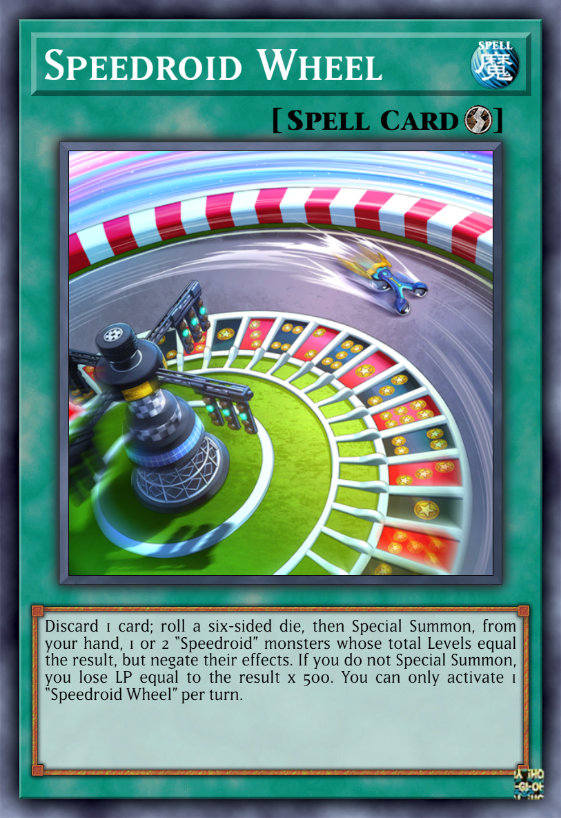 Speedroid Wheel
SPELL
魔
[Spell Card]
Discard 1 card; roll a six-sided die, then Special Summon, from
your hand, 1 or 2 "Speedroid" monsters whose total Levels equal
the result, but negate their effects. If you do not Special Summon,
you lose LP equal to the result x 500. You can only activate 1
"Speedroid Wheel" per turn.